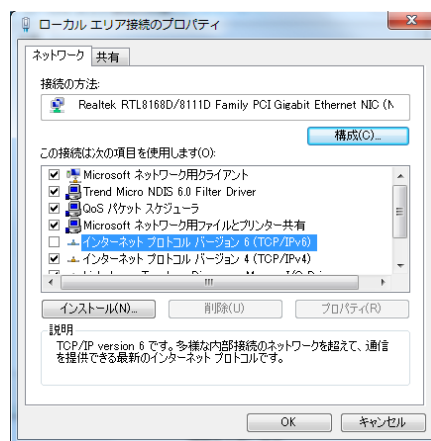 ローカル エリア接続のプロパティ
ネットワーク 共有
接続の方法:
Realtek RTL8168D/8111D Family PCI Gigabit Ethernet NIC (N
構成(C)...
この接続は次の項目を使用します(O):
Microsoft ネットワーク用クライアント
Trend Micro NDIS 6.0 Filter Driver
QoS パケット スケジューラ
Microsoft ネットワーク用ファイルとプリンター共有
インターネット プロトコル バージョン 6 (TCP/IPv6)
インターネット プロトコル バージョン 4 (TCP/IPv4)
インストール(N)... 削除(U) プロパティ(R)
説明
TCP/IP version 6 です。多様な内部接続のネットワークを超えて、通信
を提供できる最新のインターネット プロトコルです。
OK キャンセル